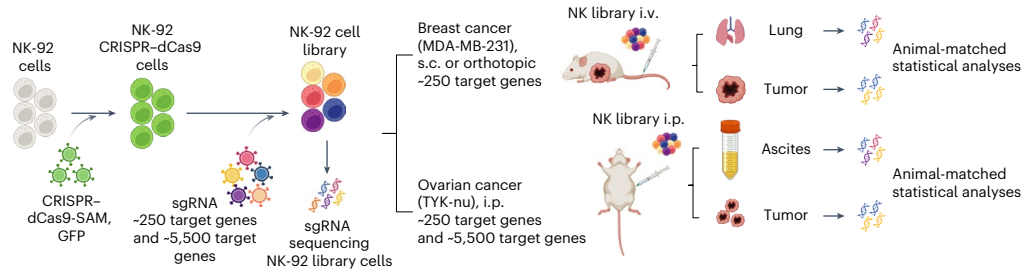 NK-92
cells
CRISPR–
dCas9-SAM,
GFP
NK-92
CRISPR–dCas9
cells
sgRNA
~250 target genes
and ~5,500 target
genes
NK-92 cell
library
sgRNA
sequencing
NK-92 library cells
Breast cancer
(MDA-MB-231),
s.c. or orthotopic
~250 target genes
Ovarian cancer
(TYK-nu), i.p.
~250 target genes
and ~5,500 target genes
NK library i.v.
Lung
Tumor
Animal-matched
statistical analyses
NK library i.p.
Ascites
Tumor
Animal-matched
statistical analyses